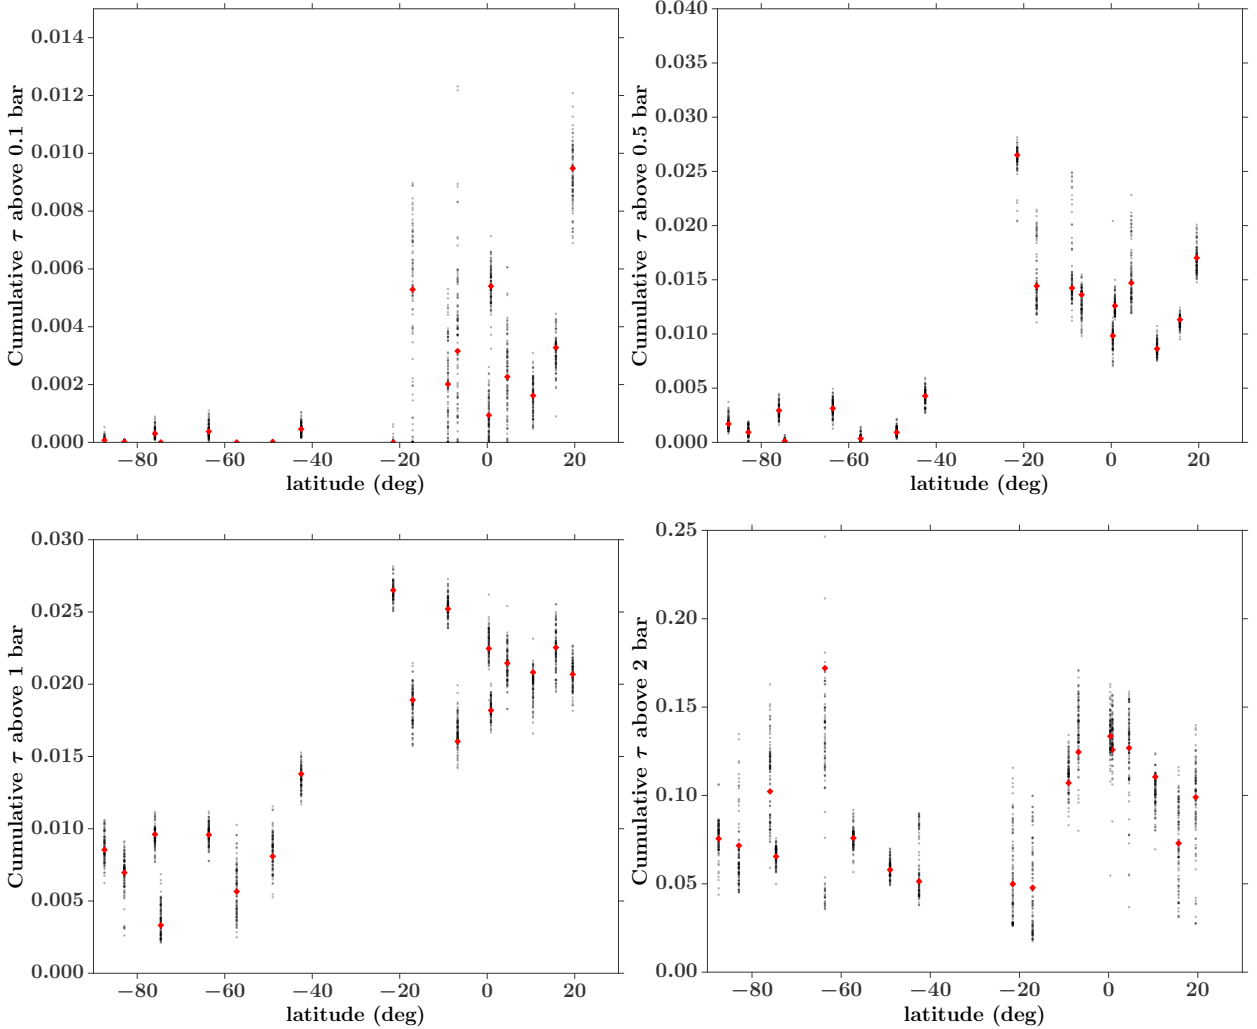 0.014
0.012
0.010
0.008
0.006
0.004
0.002
0.000
−80 −60 −40 −20 0 20
latitude (deg)
Cumulative τ above 0.1 bar
0.040
0.035
0.030
0.025
0.020
0.015
0.010
0.005
0.000
−80 −60 −40 −20 0 20
latitude (deg)
Cumulative τ above 0.5 bar
0.030
0.025
0.020
0.015
0.010
0.005
0.000
−80 −60 −40 −20 0 20
latitude (deg)
Cumulative τ above 1 bar
0.25
0.20
0.15
0.10
0.05
0.00
−80 −60 −40 −20 0 20
latitude (deg)
Cumulative τ above 2 bar